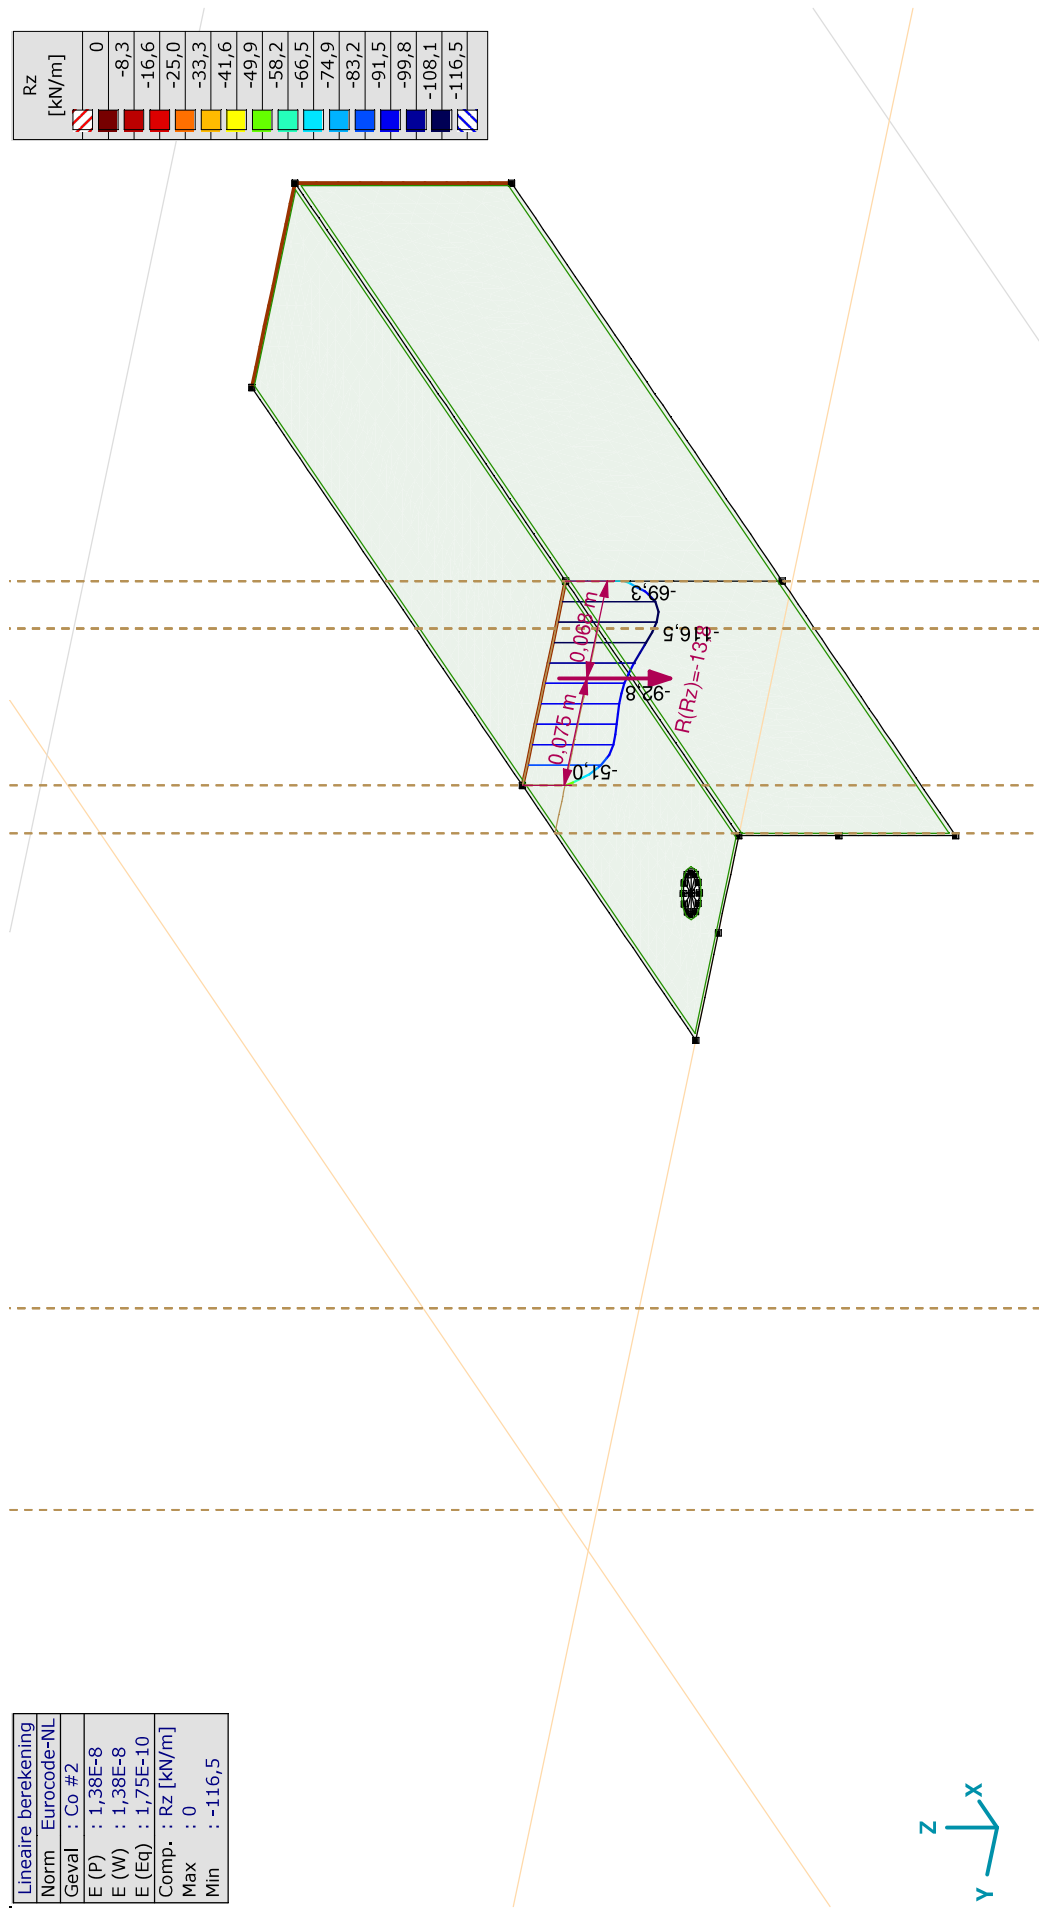 Rz
[kN/m]
0
-8,3
-16,6
-25,0
-33,3
-41,6
-49,9
-58,2
-66,5
-74,9
-83,2
-91,5
-99,8
-108,1
-116,5
-69,3
0,068 m
-116,5
R(Rz)=-13,8
-92,8
0,075 m
-51,0
Lineaire berekening
Norm Eurocode-NL
Geval : Co #2
E (P) : 1,38E-8
E (W) : 1,38E-8
E (Eq) : 1,75E-10
Comp. : Rz [kN/m]
Max : 0
Min : -116,5
Z
X
Y